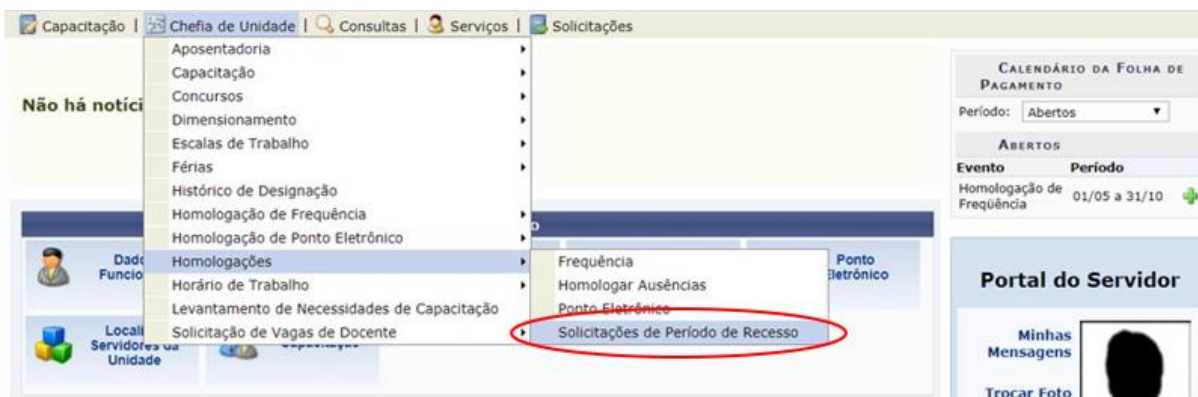 Capacitação | Chefia de Unidade | Consultas | Serviços | Solicitações
Aposentadoria
Capacitação
Concursos
Dimensionamento
Escalas de Trabalho
Férias
Histórico de Designação
Homologação de Frequência
Homologação de Ponto Eletrônico
Homologações
Horário de Trabalho
Levantamento de Necessidades de Capacitação
Solicitação de Vagas de Docente
Frequência
Homologar Ausências
Ponto Eletrônico
Solicitações de Período de Recesso
Não há notíci
o
Dado
Funcio
Ponto
Eletrônico
Locali
Servidores da
Unidade
Capacitação
CALENDÁRIO DA FOLHA DE
PAGAMENTO
Período: Abertos
ABERTOS
Evento Período
Homologação de
Freqüência 01/05 a 31/10
Portal do Servidor
Minhas
Mensagens
Trocar Foto